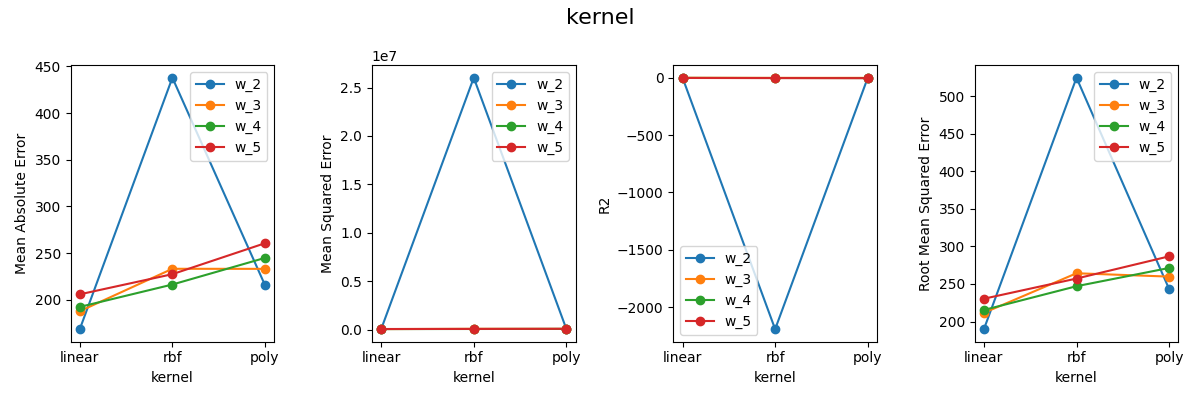 kernel
Mean Absolute Error
450
400
350
300
250
200
linear rbf poly
kernel
w_2
w_3
w_4
w_5
1e7
Mean Squared Error
2.5
2.0
1.5
1.0
0.5
0.0
linear rbf poly
kernel
w_2
w_3
w_4
w_5
R2
0
−500
−1000
−1500
−2000
linear rbf poly
kernel
w_2
w_3
w_4
w_5
Root Mean Squared Error
500
450
400
350
300
250
200
linear rbf poly
kernel
w_2
w_3
w_4
w_5